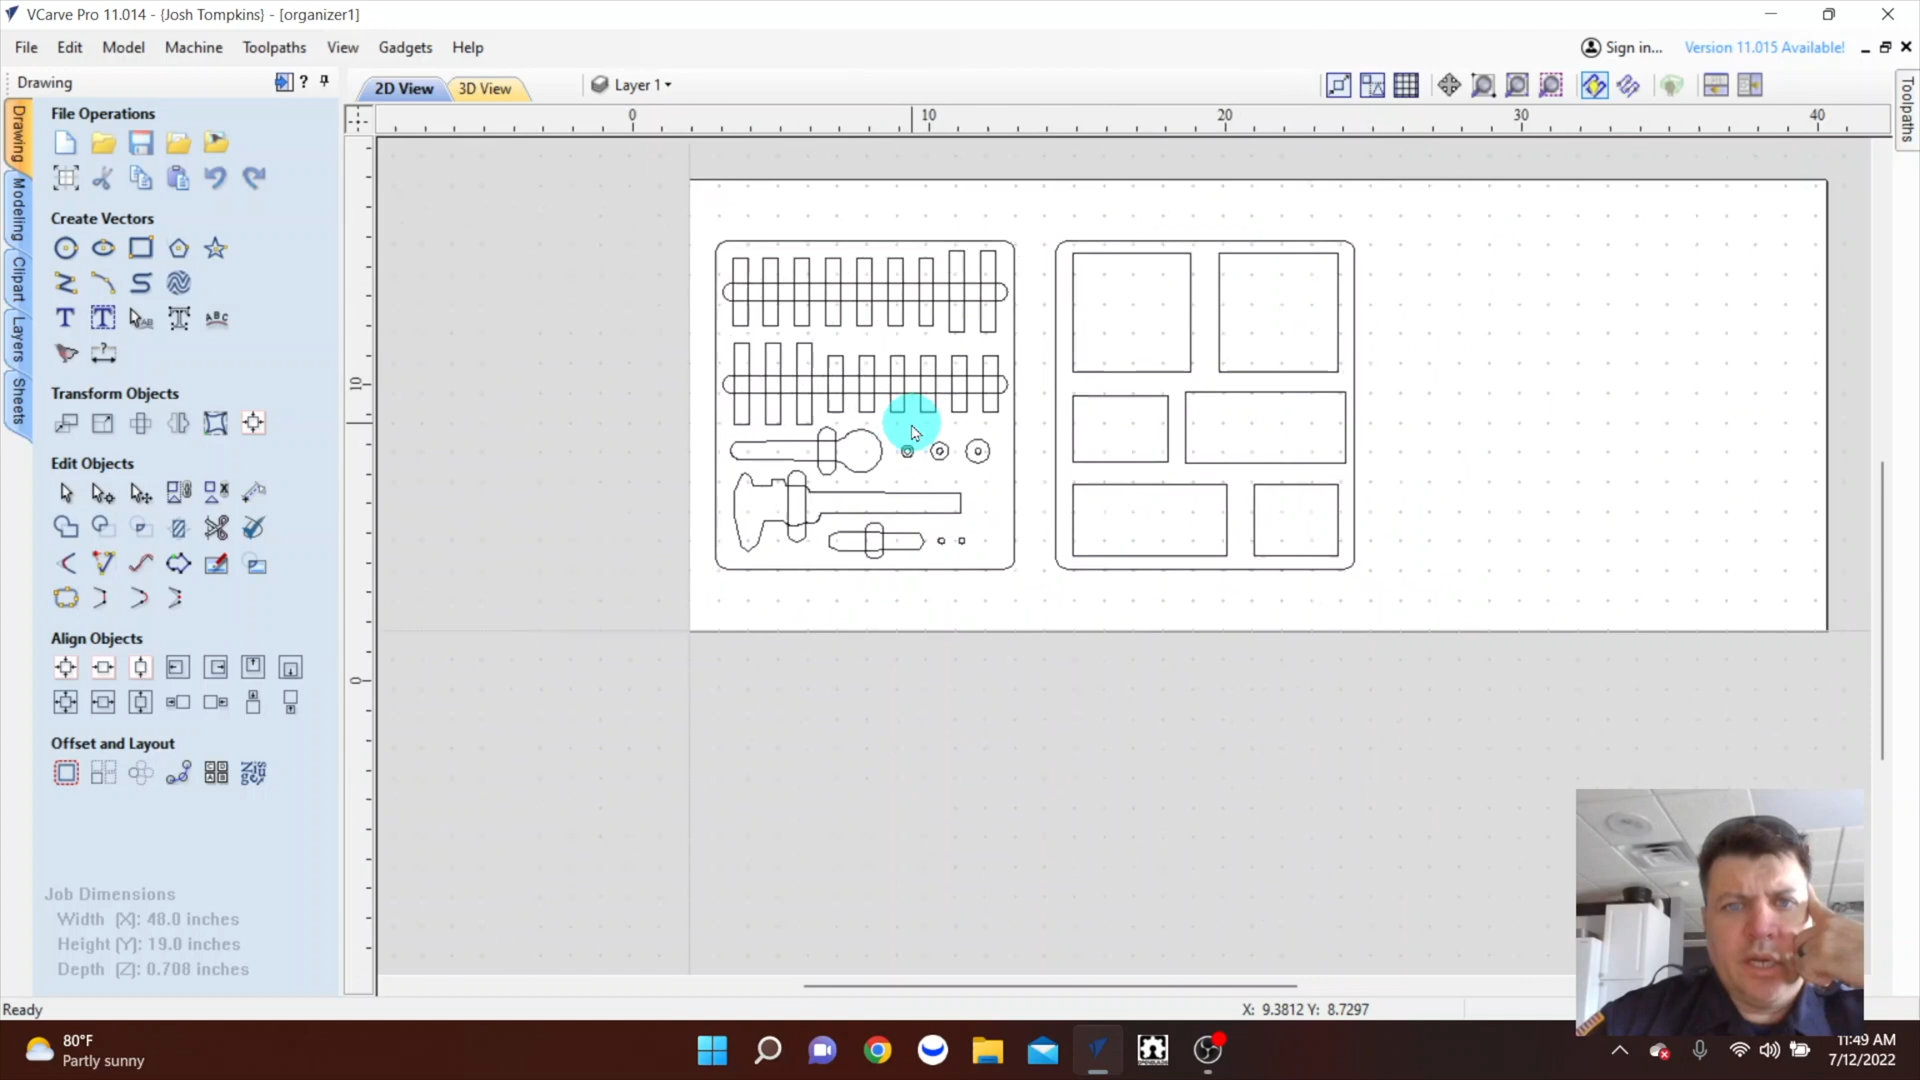 VCarve Pro 11.014 - {Josh Tompkins} - [organizer1]
File Edit Model Machine Toolpaths View Gadgets Help
Sign in... Version 11.015 Available!
Drawing
2D View 3D View Layer 1
Toolpaths
0 10 20 30 40
10
0
Drawing
Modeling
Clipart
Layers
Sheets
File Operations
Create Vectors
Transform Objects
Edit Objects
Align Objects
Offset and Layout
Job Dimensions
Width [X]: 48.0 inches
Height [Y]: 19.0 inches
Depth [Z]: 0.708 inches
Ready
X: 9.3812 Y: 8.7297
80°F
Partly sunny
11:49 AM
7/12/2022